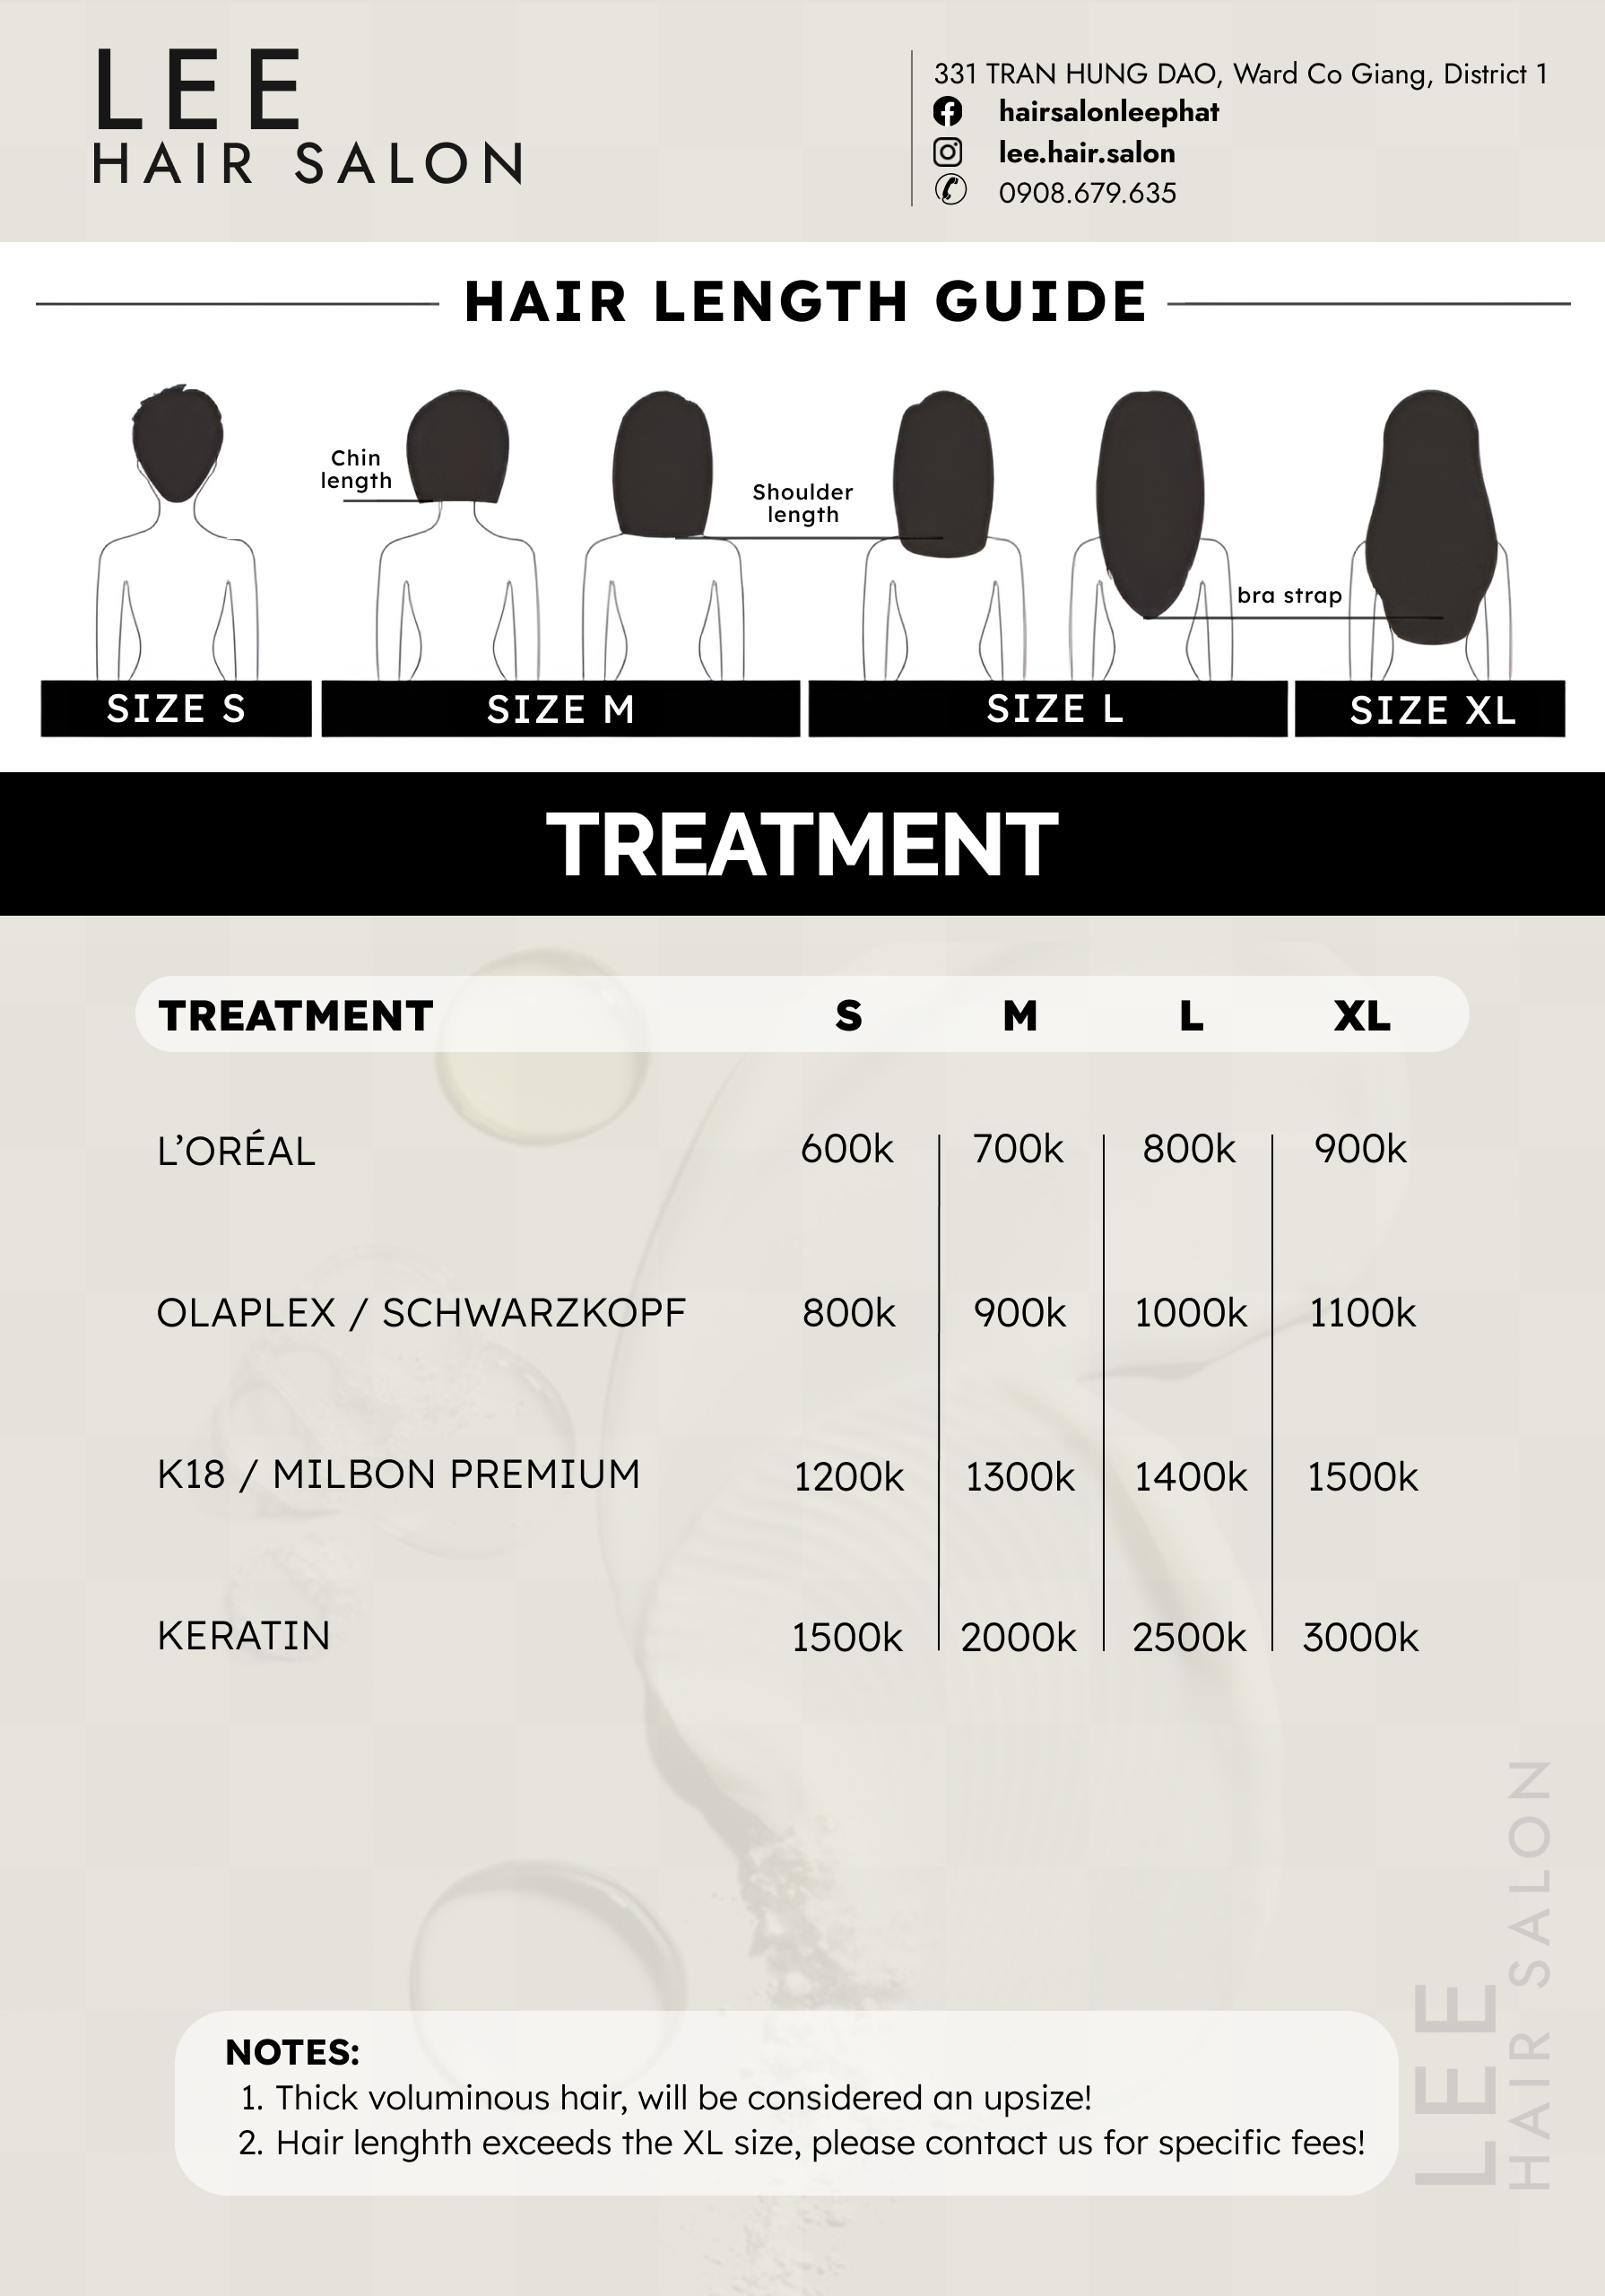 LEE
HAIR SALON
331 TRAN HUNG DAO, Ward Co Giang, District 1
hairsalonleephat
lee.hair.salon
0908.679.635
HAIR LENGTH GUIDE
Chin
length
Shoulder
length
bra strap
SIZE S
SIZE M
SIZE L
SIZE XL
TREATMENT
TREATMENT S M L XL
L’ORÉAL 600k 700k 800k 900k
OLAPLEX / SCHWARZKOPF 800k 900k 1000k 1100k
K18 / MILBON PREMIUM 1200k 1300k 1400k 1500k
KERATIN 1500k 2000k 2500k 3000k
NOTES:
1. Thick voluminous hair, will be considered an upsize!
2. Hair lenghth exceeds the XL size, please contact us for specific fees!
LEE
HAIR SALON